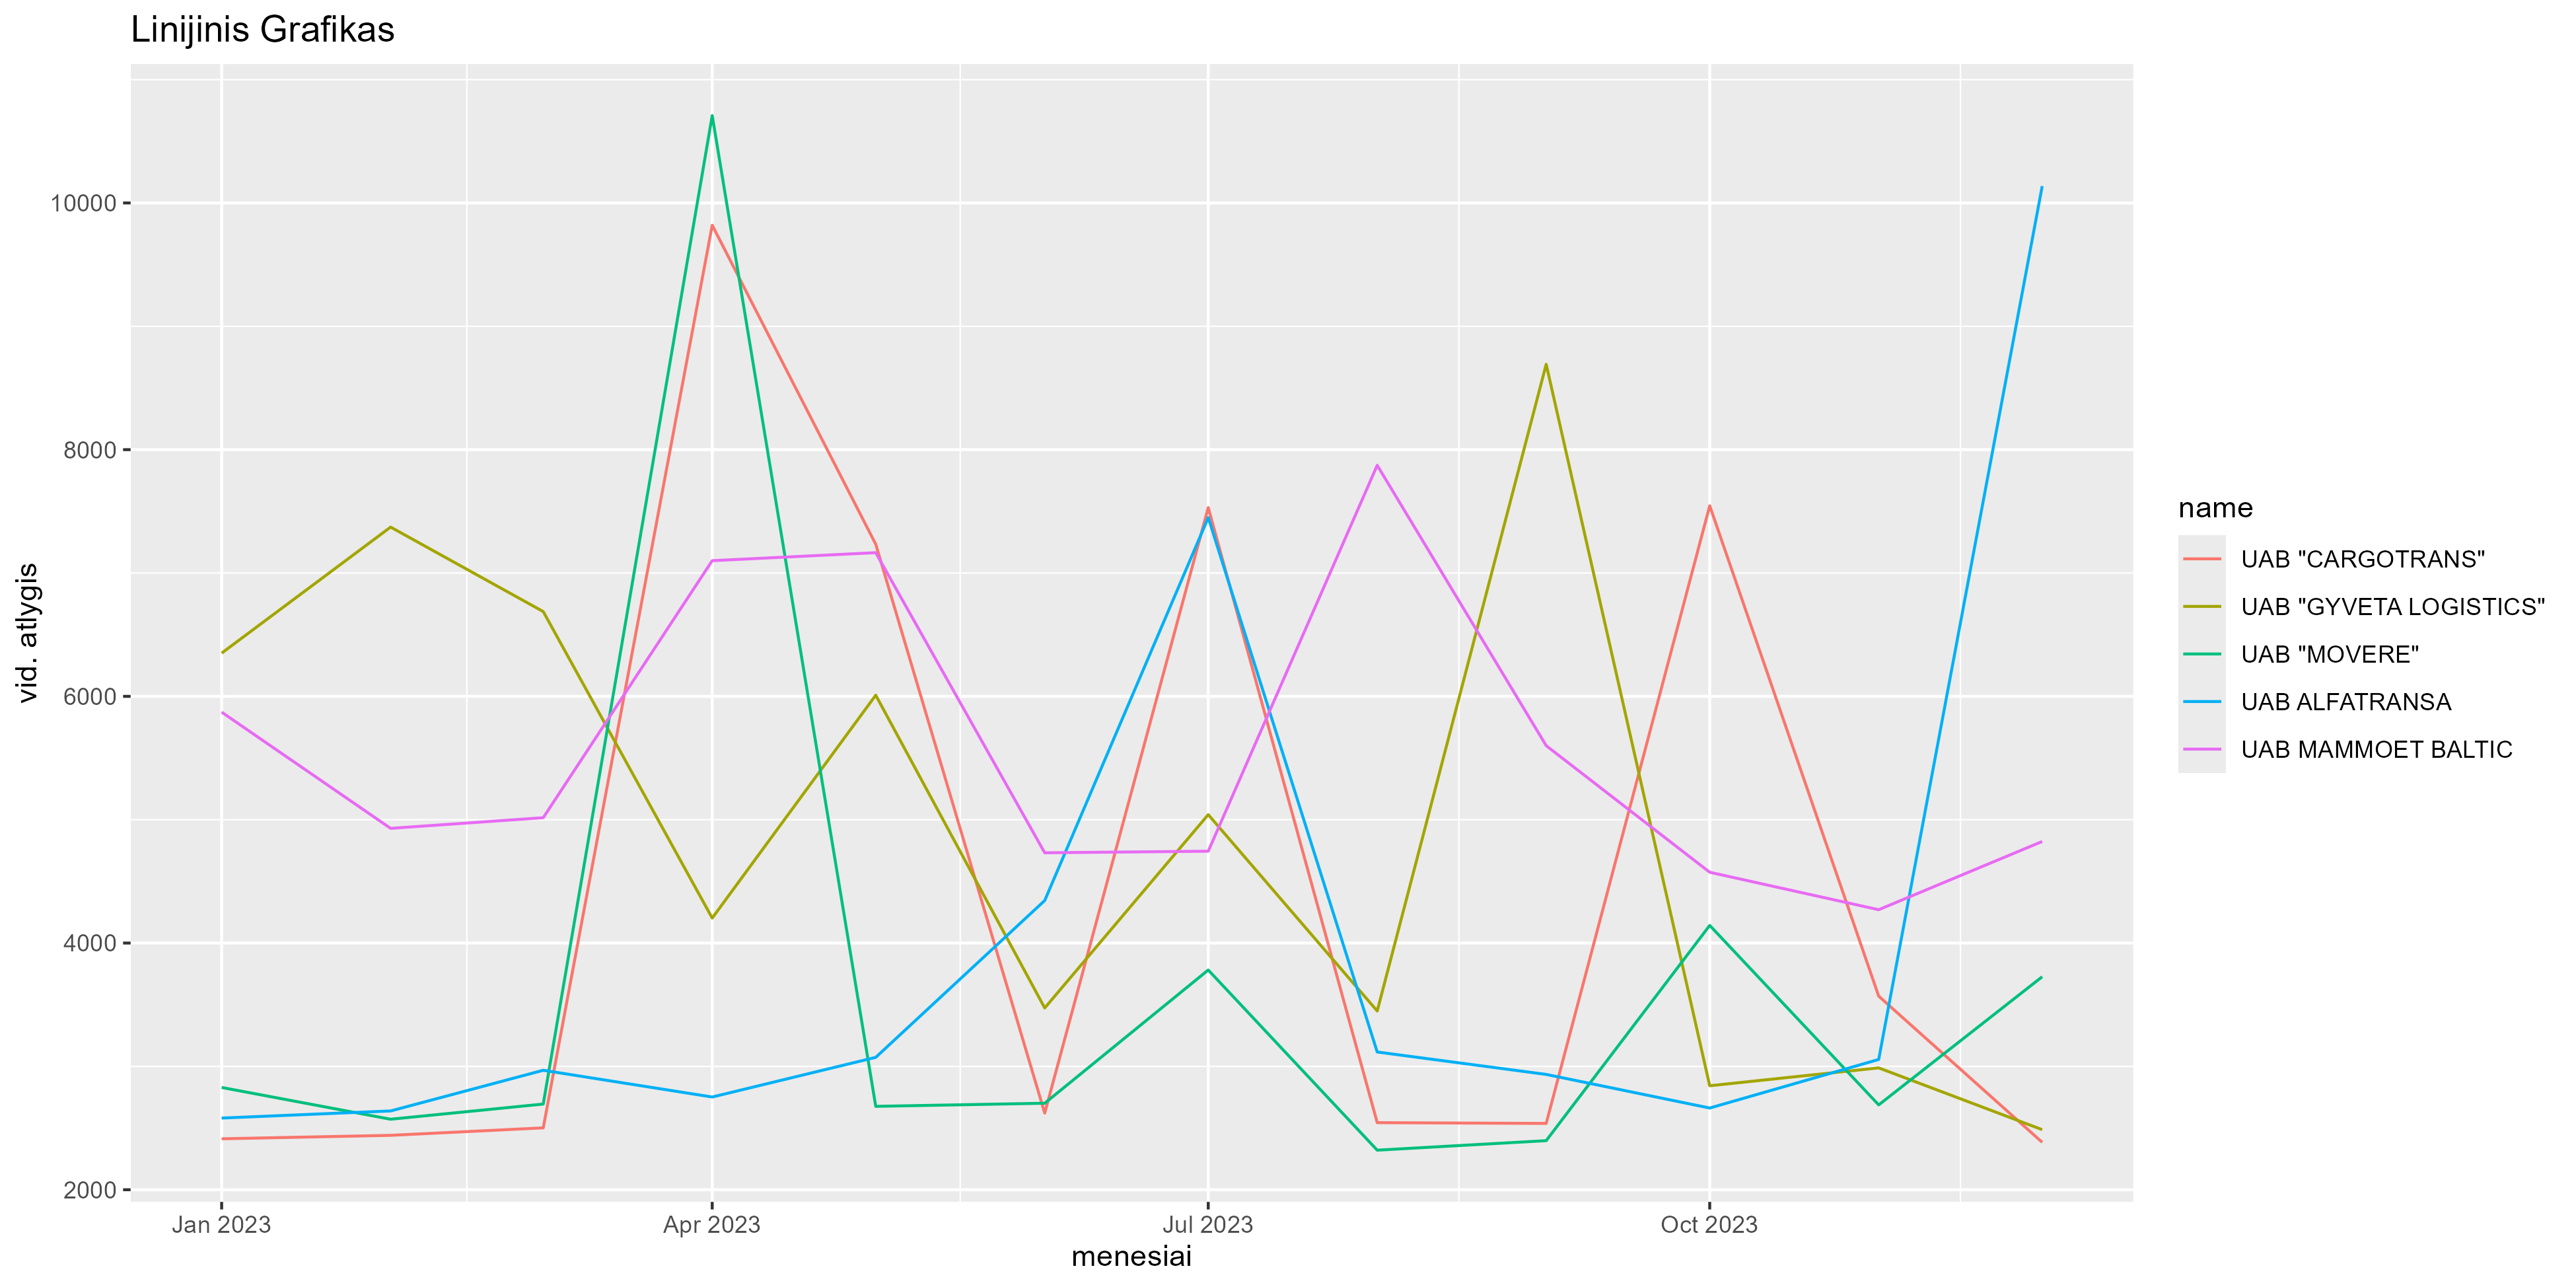 Linijinis Grafikas
vid. atlygis
10000
8000
6000
4000
2000
Jan 2023
Apr 2023
Jul 2023
Oct 2023
menesiai
name
UAB "CARGOTRANS"
UAB "GYVETA LOGISTICS"
UAB "MOVERE"
UAB ALFATRANSA
UAB MAMMOET BALTIC